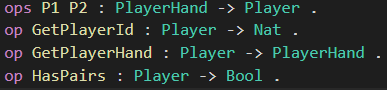 ops P1 P2 : PlayerHand -> Player .
op GetPlayerId : Player -> Nat .
op GetPlayerHand : Player -> PlayerHand .
op HasPairs : Player -> Bool .